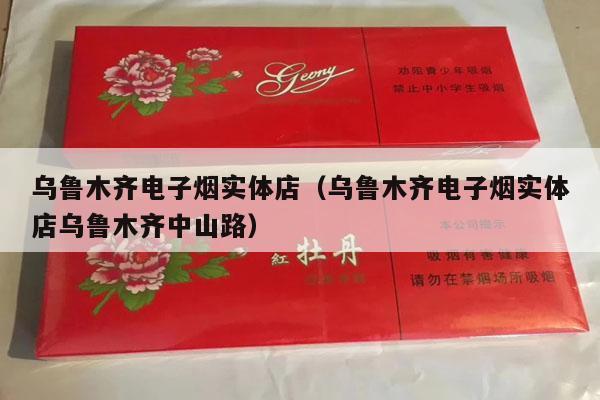 Geony
劝阻青少年吸烟
禁止中小学生吸烟
乌鲁木齐电子烟实体店（乌鲁木齐电子烟实体
店乌鲁木齐中山路）
本公司提示
吸烟有害健康
请勿在禁烟场所吸烟
紅牡丹